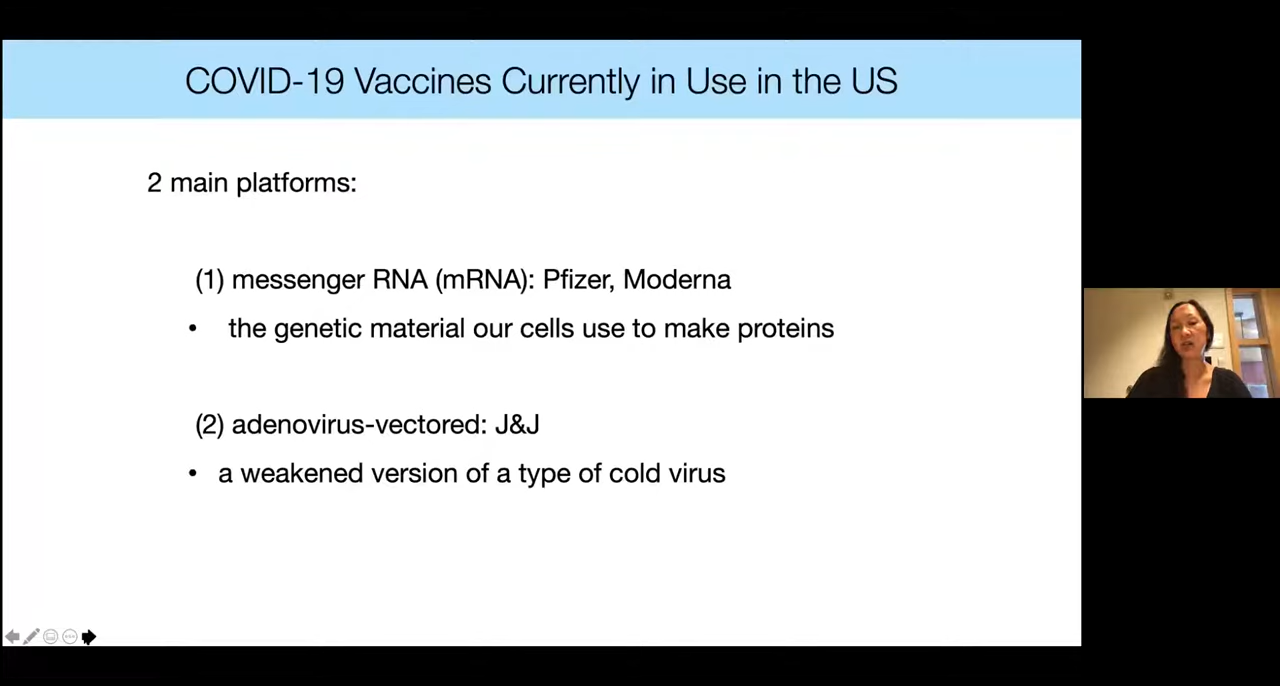 COVID-19 Vaccines Currently in Use in the US
2 main platforms:
(1) messenger RNA (mRNA): Pfizer, Moderna
• the genetic material our cells use to make proteins
(2) adenovirus-vectored: J&J
• a weakened version of a type of cold virus